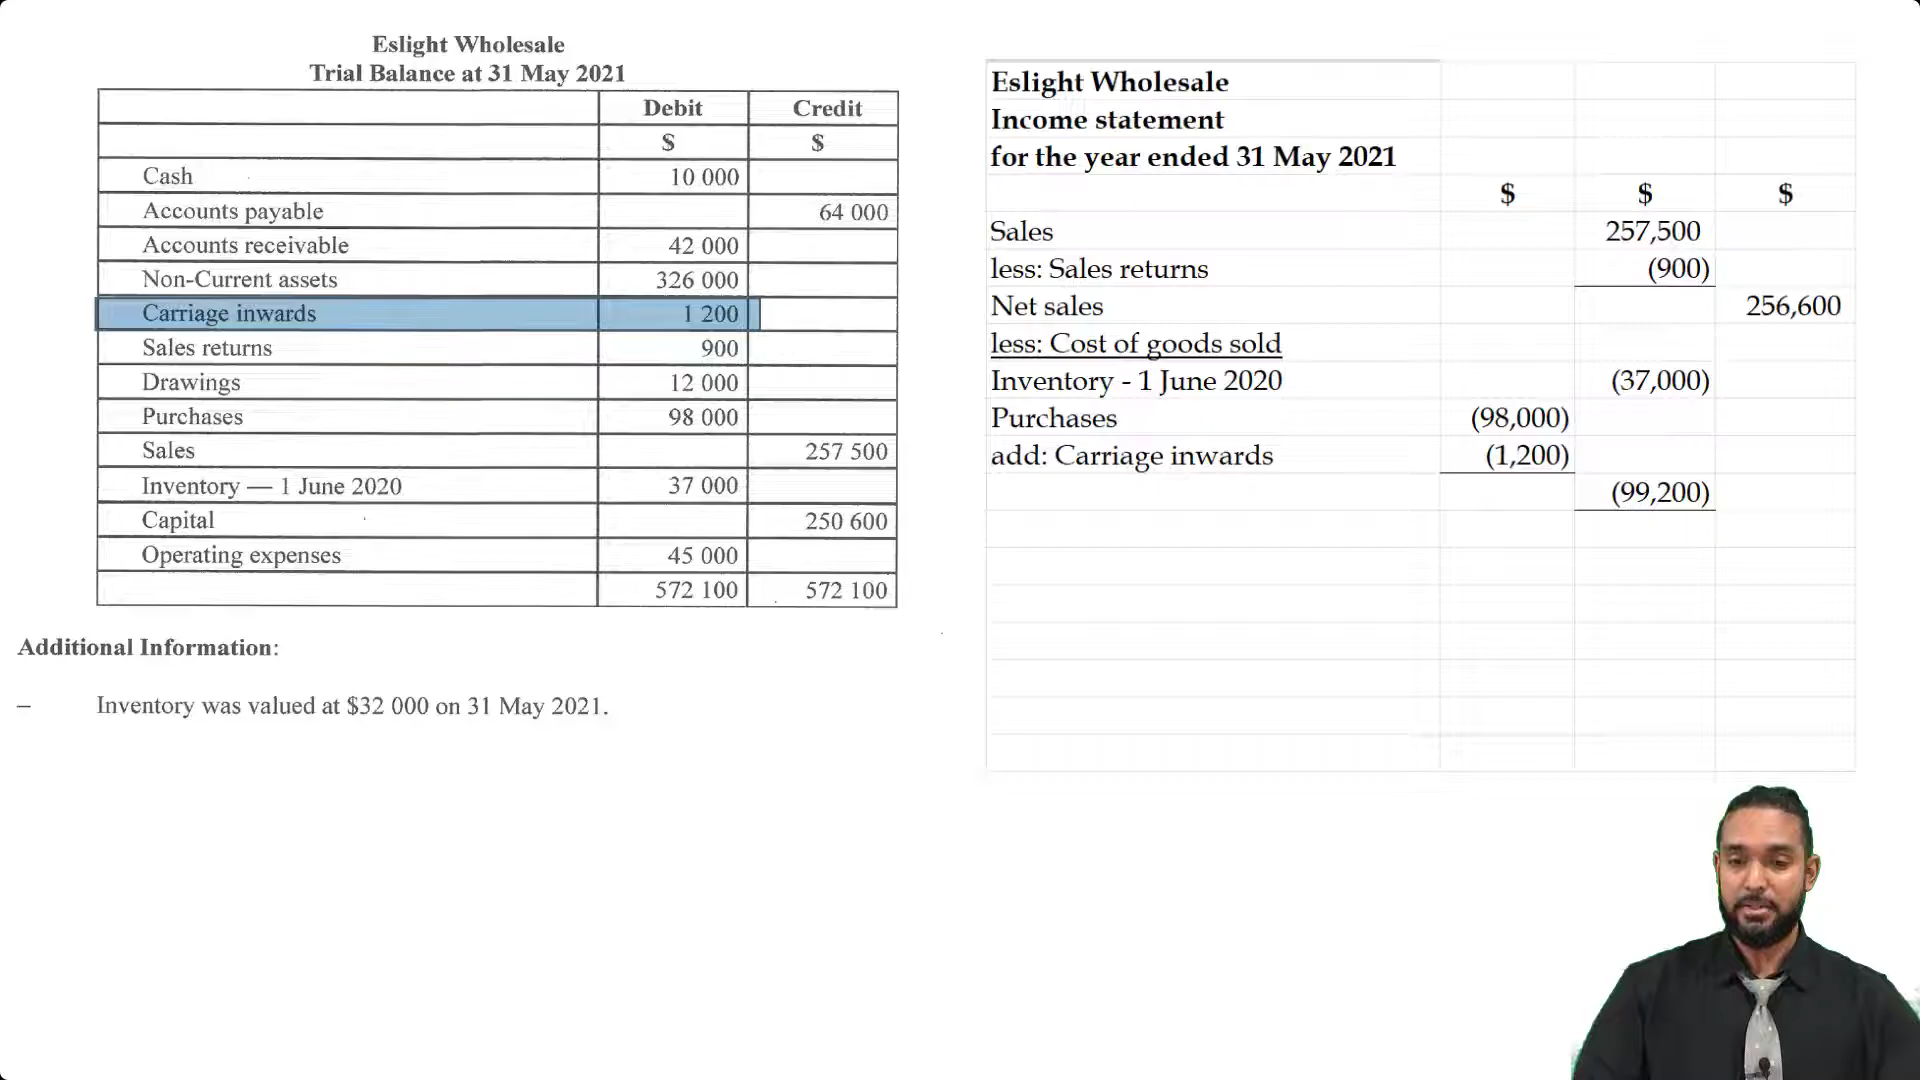 Eslight Wholesale
Trial Balance at 31 May 2021
Debit Credit
$ $
Cash 10 000
Accounts payable 64 000
Accounts receivable 42 000
Non-Current assets 326 000
Carriage inwards 1 200
Sales returns 900
Drawings 12 000
Purchases 98 000
Sales 257 500
Inventory — 1 June 2020 37 000
Capital 250 600
Operating expenses 45 000
572 100 572 100
Additional Information:
– Inventory was valued at $32 000 on 31 May 2021.
Eslight Wholesale
Income statement
for the year ended 31 May 2021
$ $ $
Sales 257,500
less: Sales returns (900)
Net sales 256,600
less: Cost of goods sold
Inventory - 1 June 2020 (37,000)
Purchases (98,000)
add: Carriage inwards (1,200)
(99,200)